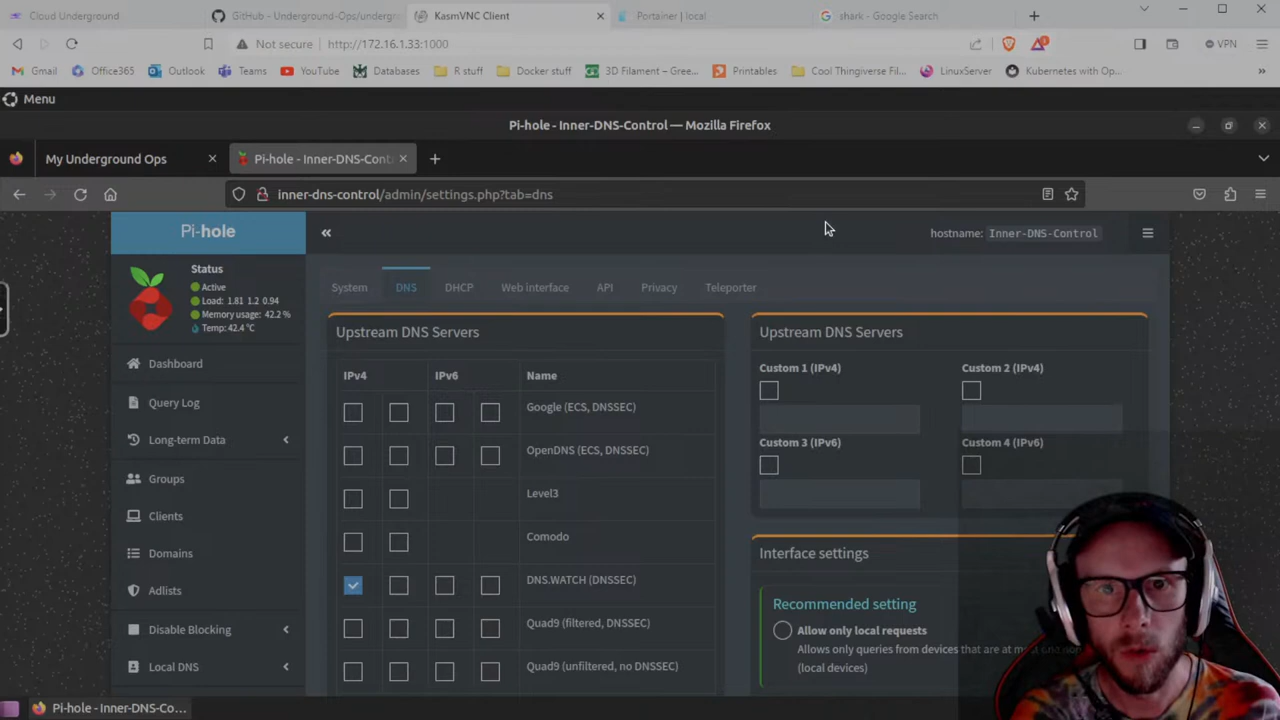 Cloud Underground
GitHub - Underground-Ops/undergr
KasmVNC Client
Portainer | local
shark - Google Search
Not secure
http://172.16.1.33:1000
VPN
Gmail
Office365
Outlook
Teams
YouTube
Databases
R stuff
Docker stuff
3D Filament – Gree...
Printables
Cool Thingiverse Fil...
LinuxServer
Kubernetes with Op...
Menu
Pi-hole - Inner-DNS-Control — Mozilla Firefox
My Underground Ops
Pi-hole - Inner-DNS-Cont
inner-dns-control/admin/settings.php?tab=dns
Pi-hole
hostname: Inner-DNS-Control
Status
Active
Load: 1.81 1.2 0.94
Memory usage: 42.2 %
Temp: 42.4 °C
Dashboard
Query Log
Long-term Data
Groups
Clients
Domains
Adlists
Disable Blocking
Local DNS
System
DNS
DHCP
Web interface
API
Privacy
Teleporter
Upstream DNS Servers
IPv4
IPv6
Name
Google (ECS, DNSSEC)
OpenDNS (ECS, DNSSEC)
Level3
Comodo
DNS.WATCH (DNSSEC)
Quad9 (filtered, DNSSEC)
Quad9 (unfiltered, no DNSSEC)
Upstream DNS Servers
Custom 1 (IPv4)
Custom 2 (IPv4)
Custom 3 (IPv6)
Custom 4 (IPv6)
Interface settings
Recommended setting
Allow only local requests
Allows only queries from devices that are at
(local devices)
Pi-hole - Inner-DNS-Co...